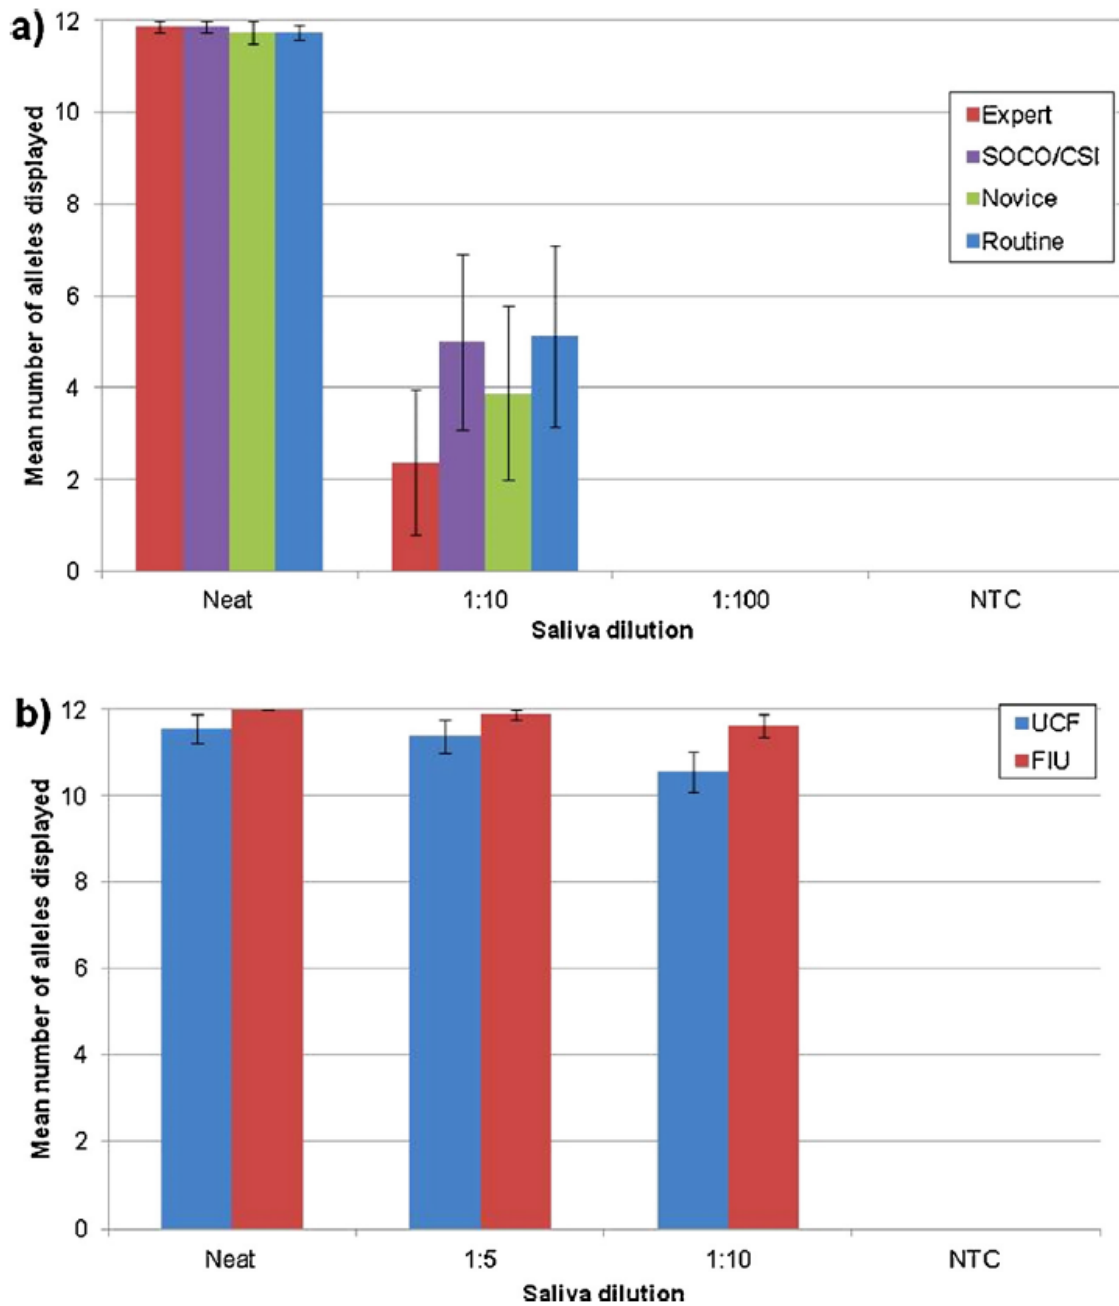 a)
Mean number of alleles displayed
12
10
8
6
4
2
0
Expert
SOCO/CSI
Novice
Routine
Neat 1:10 1:100 NTC
Saliva dilution
b)
Mean number of alleles displayed
12
10
8
6
4
2
0
UCF
FIU
Neat 1:5 1:10 NTC
Saliva dilution